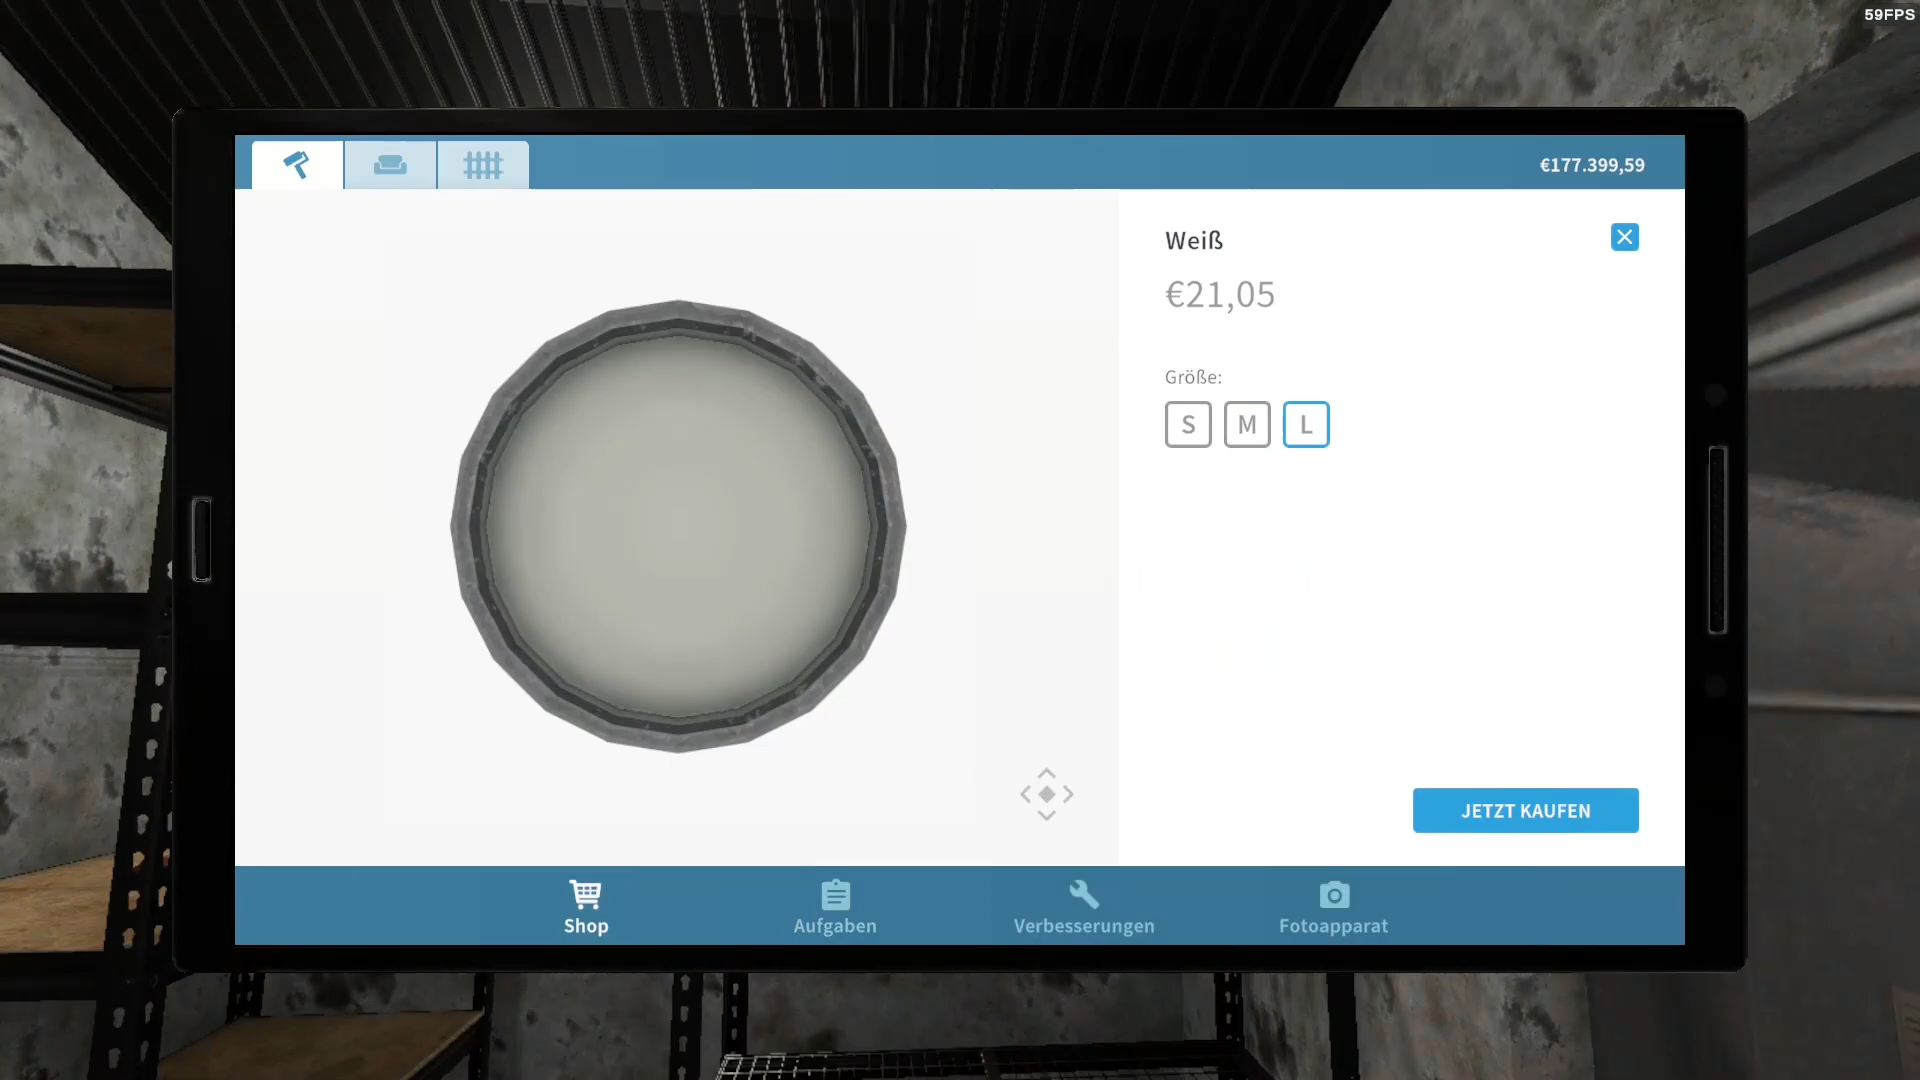 59FPS
€177.399,59
Weiß
€21,05
Größe:
S M L
JETZT KAUFEN
Shop Aufgaben Verbesserungen Fotoapparat